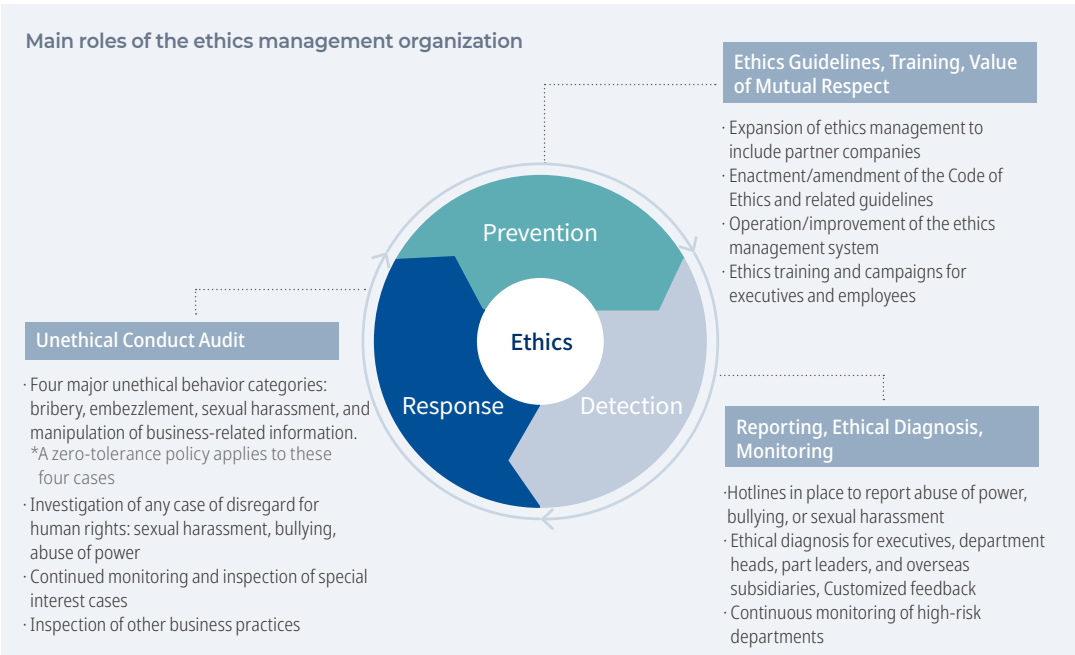 Main roles of the ethics management organization
Ethics Guidelines, Training, Value
of Mutual Respect
· Expansion of ethics management to
include partner companies
· Enactment/amendment of the Code of
Ethics and related guidelines
· Operation/improvement of the ethics
management system
· Ethics training and campaigns for
executives and employees
Prevention
Ethics
Response
Detection
Unethical Conduct Audit
· Four major unethical behavior categories:
bribery, embezzlement, sexual harassment, and
manipulation of business-related information.
*A zero-tolerance policy applies to these
four cases
· Investigation of any case of disregard for
human rights: sexual harassment, bullying,
abuse of power
· Continued monitoring and inspection of special
interest cases
· Inspection of other business practices
Reporting, Ethical Diagnosis,
Monitoring
·Hotlines in place to report abuse of power,
bullying, or sexual harassment
· Ethical diagnosis for executives, department
heads, part leaders, and overseas
subsidiaries, Customized feedback
· Continuous monitoring of high-risk
departments